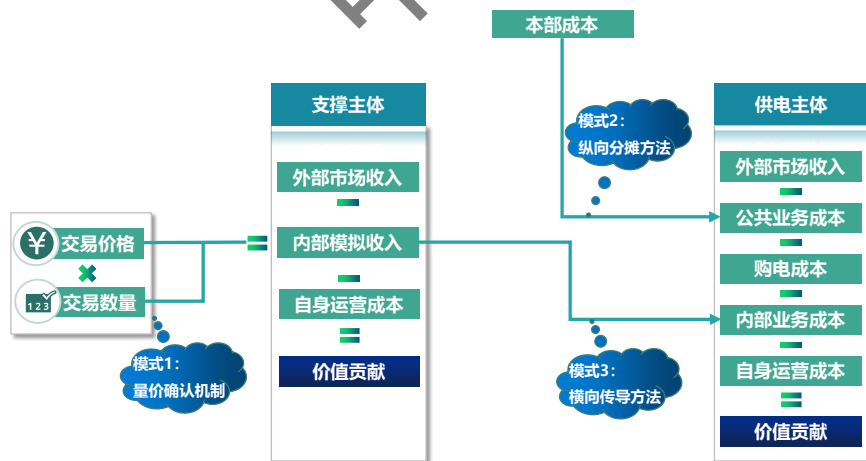 本部成本
支撑主体
供电主体
模式2：
纵向分摊方法
外部市场收入
外部市场收入
公共业务成本
¥ 交易价格
内部模拟收入
购电成本
123 交易数量
自身运营成本
内部业务成本
模式1：
量价确认机制
价值贡献
模式3：
横向传导方法
自身运营成本
价值贡献